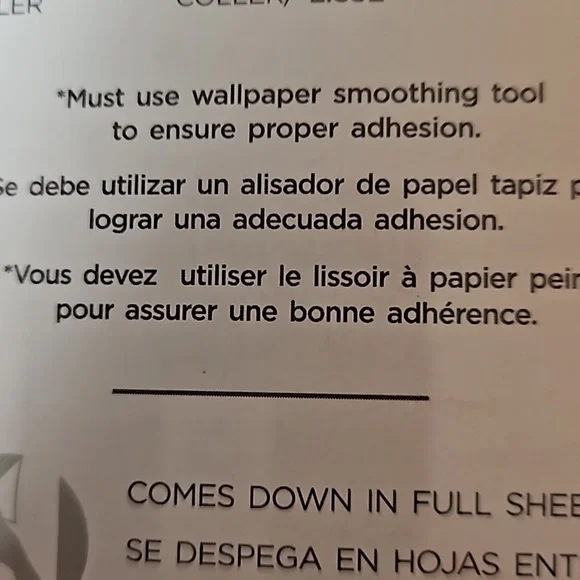 *Must use wallpaper smoothing tool
to ensure proper adhesion.
Se debe utilizar un alisador de papel tapiz
lograr una adecuada adhesion.
*Vous devez utiliser le lissoir à papier
pour assurer une bonne adhérence.
COMES DOWN IN FULL
SE DESPEGA EN HOJAS